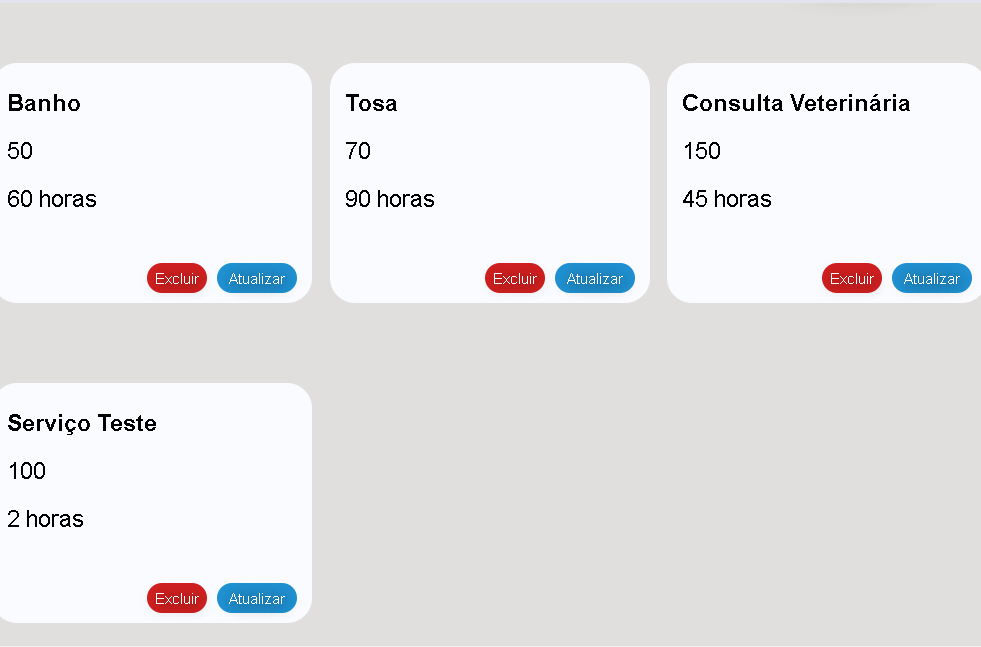 Banho
50
60 horas
Excluir Atualizar
Tosa
70
90 horas
Excluir Atualizar
Consulta Veterinária
150
45 horas
Excluir Atualizar
Serviço Teste
100
2 horas
Excluir Atualizar